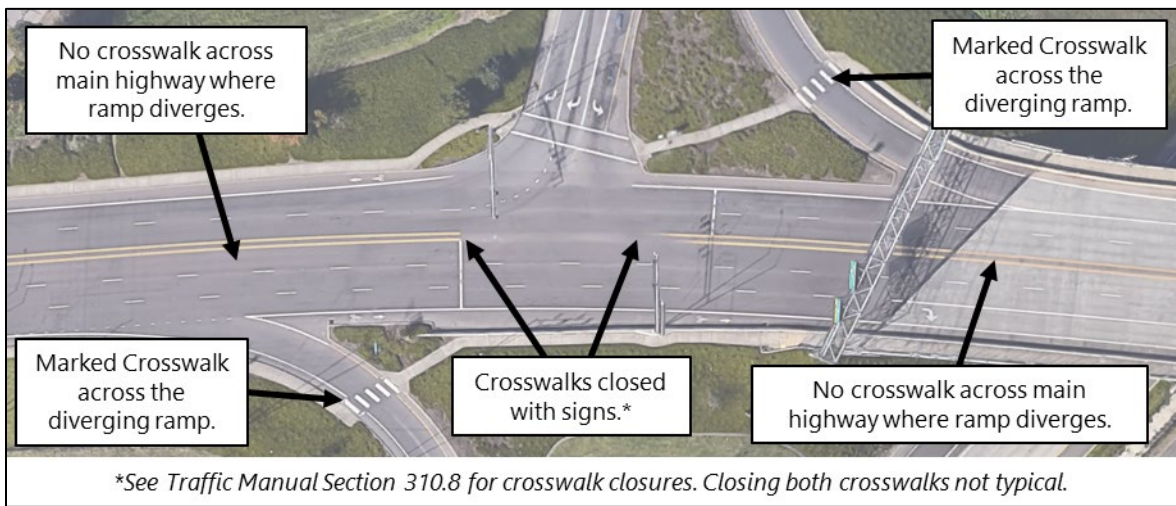 No crosswalk across
main highway where
ramp diverges.
Marked Crosswalk
across the
diverging ramp.
Marked Crosswalk
across the
diverging ramp.
Crosswalks closed
with signs.*
No crosswalk across main
highway where ramp diverges.
*See Traffic Manual Section 310.8 for crosswalk closures. Closing both crosswalks not typical.